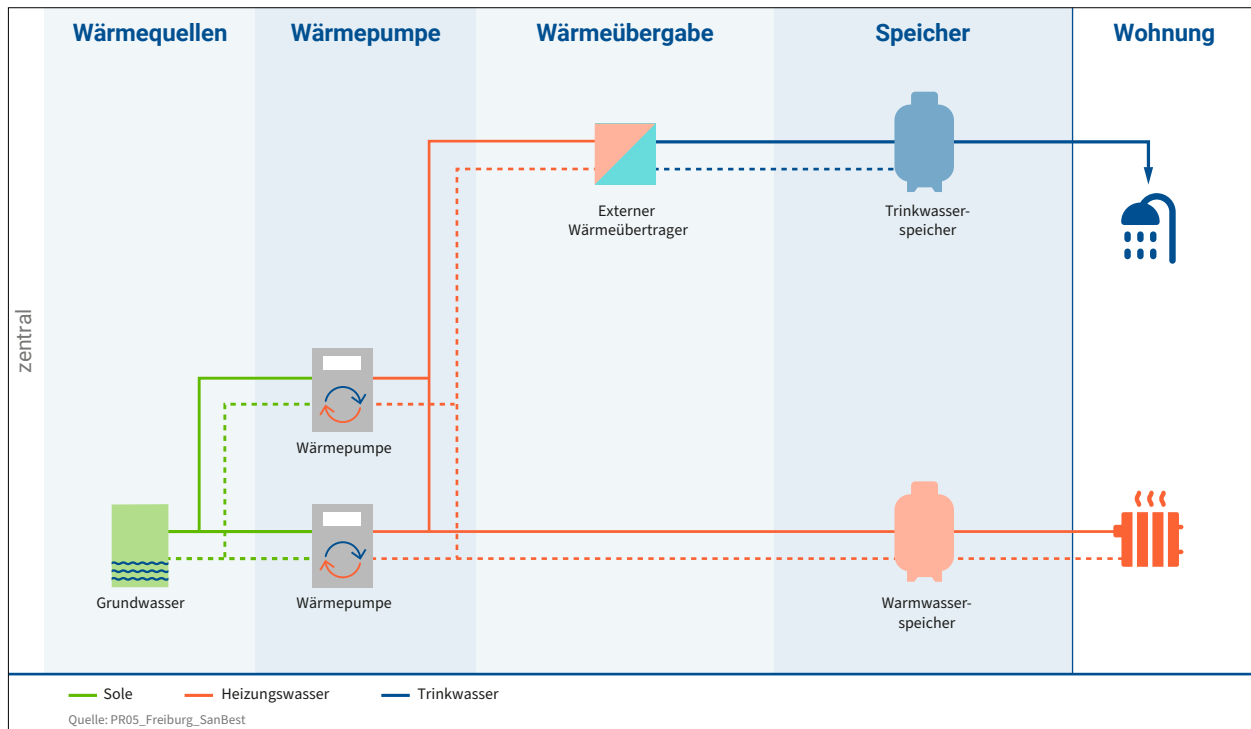 Wärmequellen
Wärmepumpe
Wärmeübergabe
Speicher
Wohnung
zentral
Externer
Wärmeübertrager
Trinkwasser-
speicher
Wärmepumpe
Grundwasser
Wärmepumpe
Warmwasser-
speicher
Sole
Heizungswasser
Trinkwasser
Quelle: PR05_Freiburg_SanBest